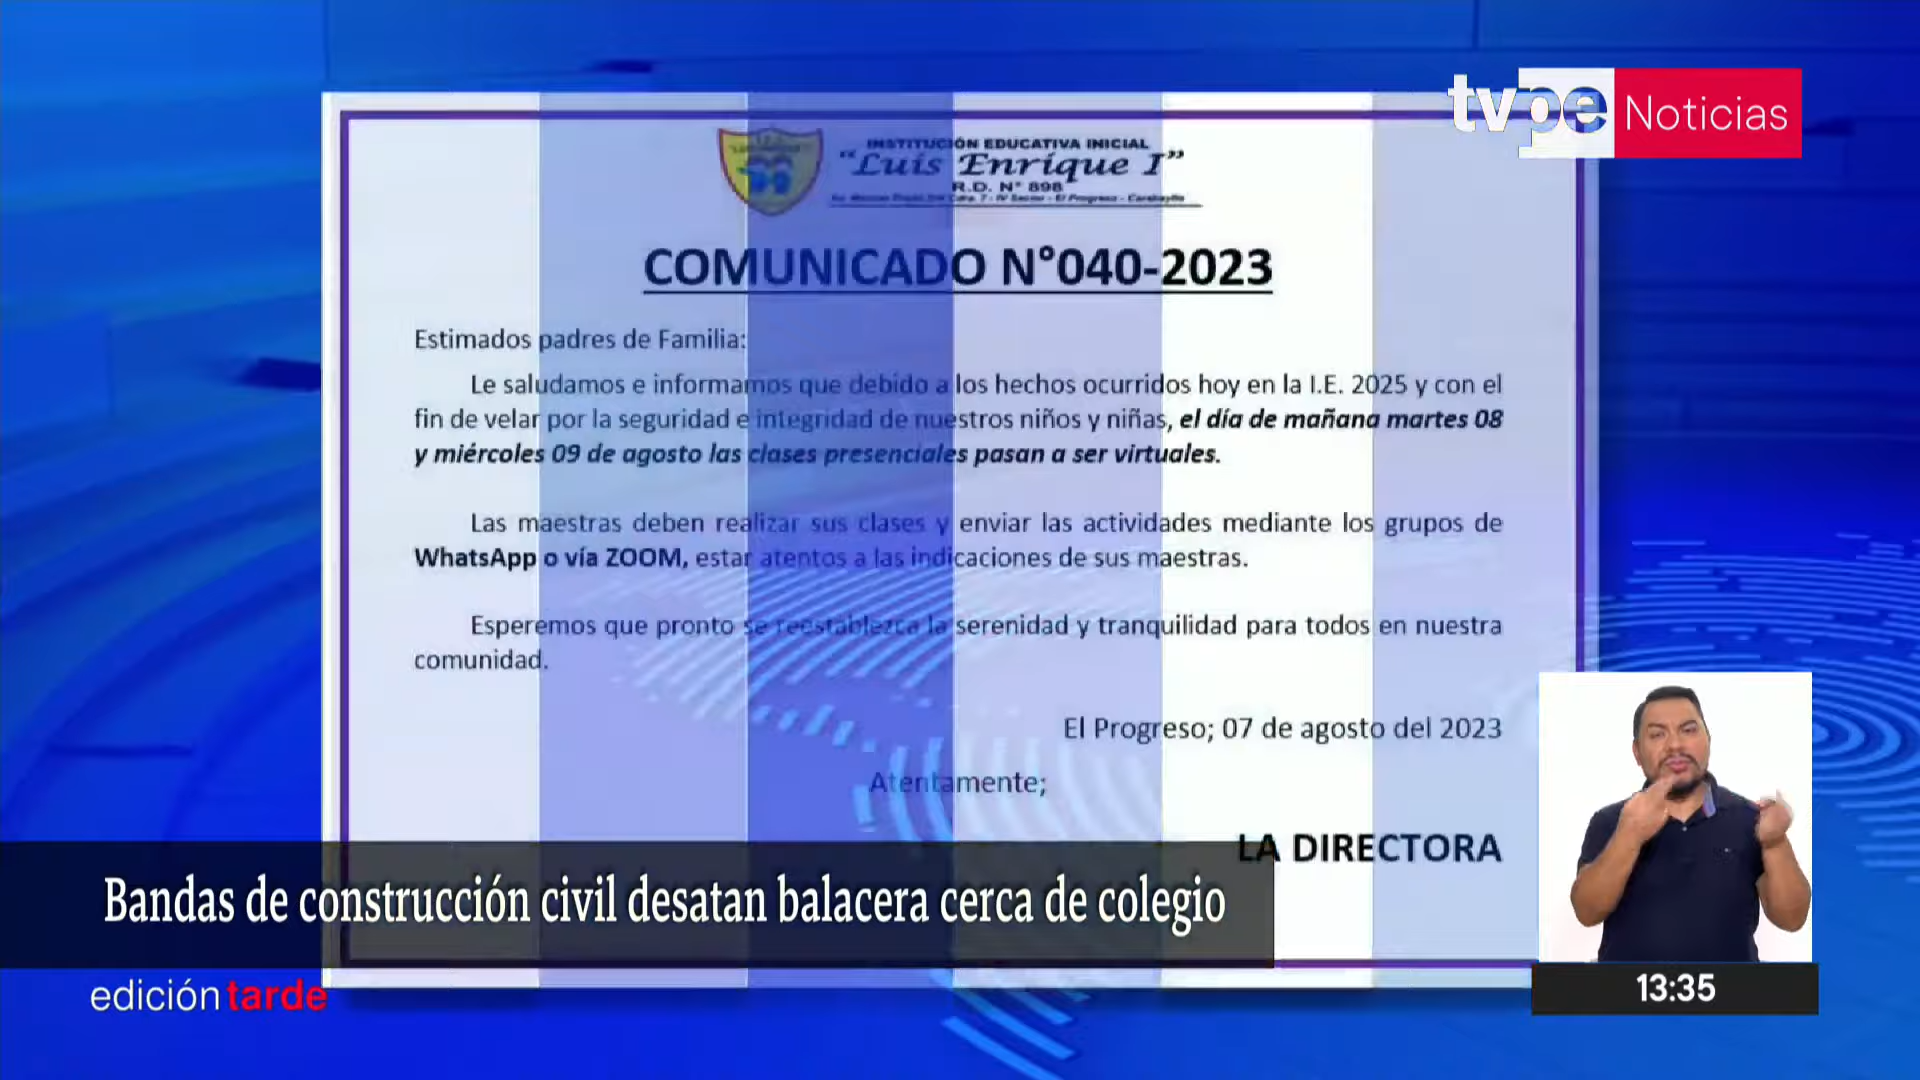 tvpe Noticias
INSTITUCIÓN EDUCATIVA INICIAL
"Luis Enrique I"
R.D. N° 898
7 - IV Sector - El Progreso - Carabayllo
COMUNICADO N°040-2023
Estimados padres de Familia:
Le saludamos e informamos que debido a los hechos ocurridos hoy en la I.E. 2025 y con el
fin de velar por la seguridad e integridad de nuestros niños y niñas, el día de mañana martes 08
y miércoles 09 de agosto las clases presenciales pasan a ser virtuales.
Las maestras deben realizar sus clases y enviar las actividades mediante los grupos de
WhatsApp o vía ZOOM, estar atentos a las indicaciones de sus maestras.
Esperemos que pronto se reestablezca la serenidad y tranquilidad para todos en nuestra
comunidad.
El Progreso; 07 de agosto del 2023
Atentamente;
LA DIRECTORA
Bandas de construcción civil desatan balacera cerca de colegio
edición tarde
13:35